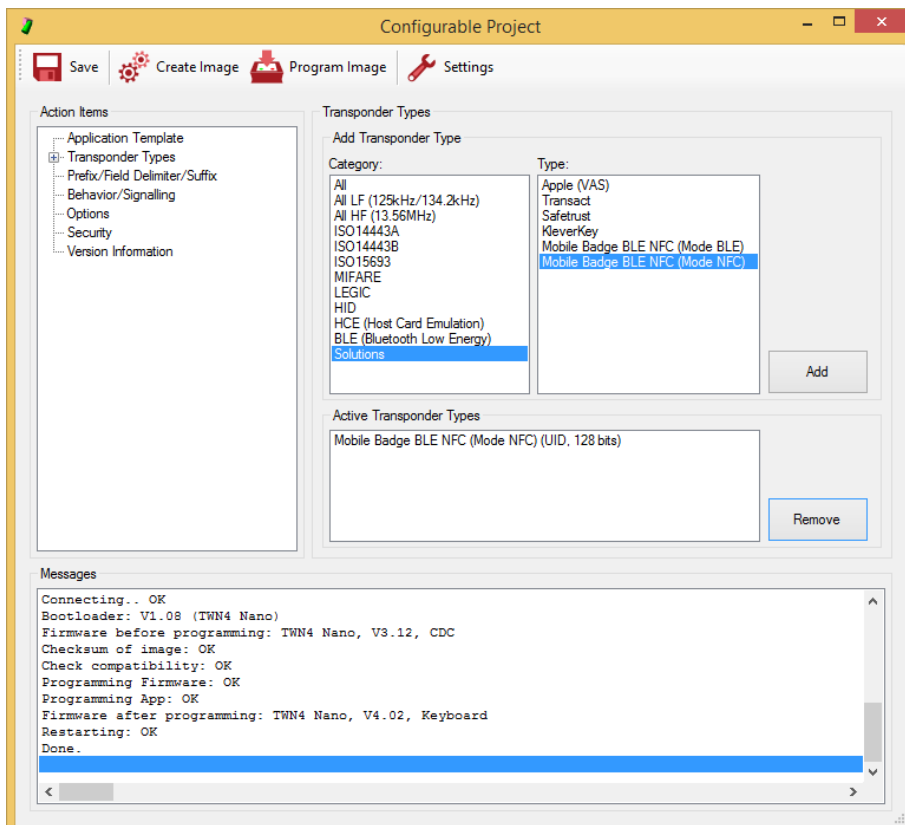 Configurable Project
Save
Create Image
Program Image
Settings
Action Items
Application Template
Transponder Types
Prefix/Field Delimiter/Suffix
Behavior/Signalling
Options
Security
Version Information
Transponder Types
Add Transponder Type
Category:
All
All LF (125kHz/134.2kHz)
All HF (13.56MHz)
ISO14443A
ISO14443B
ISO15693
MIFARE
LEGIC
HID
HCE (Host Card Emulation)
BLE (Bluetooth Low Energy)
Solutions
Type:
Apple (VAS)
Transact
Safetrust
KleverKey
Mobile Badge BLE NFC (Mode BLE)
Mobile Badge BLE NFC (Mode NFC)
Add
Active Transponder Types
Mobile Badge BLE NFC (Mode NFC) (UID, 128 bits)
Remove
Messages
Connecting.. OK
Bootloader: V1.08 (TWN4 Nano)
Firmware before programming: TWN4 Nano, V3.12, CDC
Checksum of image: OK
Check compatibility: OK
Programming Firmware: OK
Programming App: OK
Firmware after programming: TWN4 Nano, V4.02, Keyboard
Restarting: OK
Done.